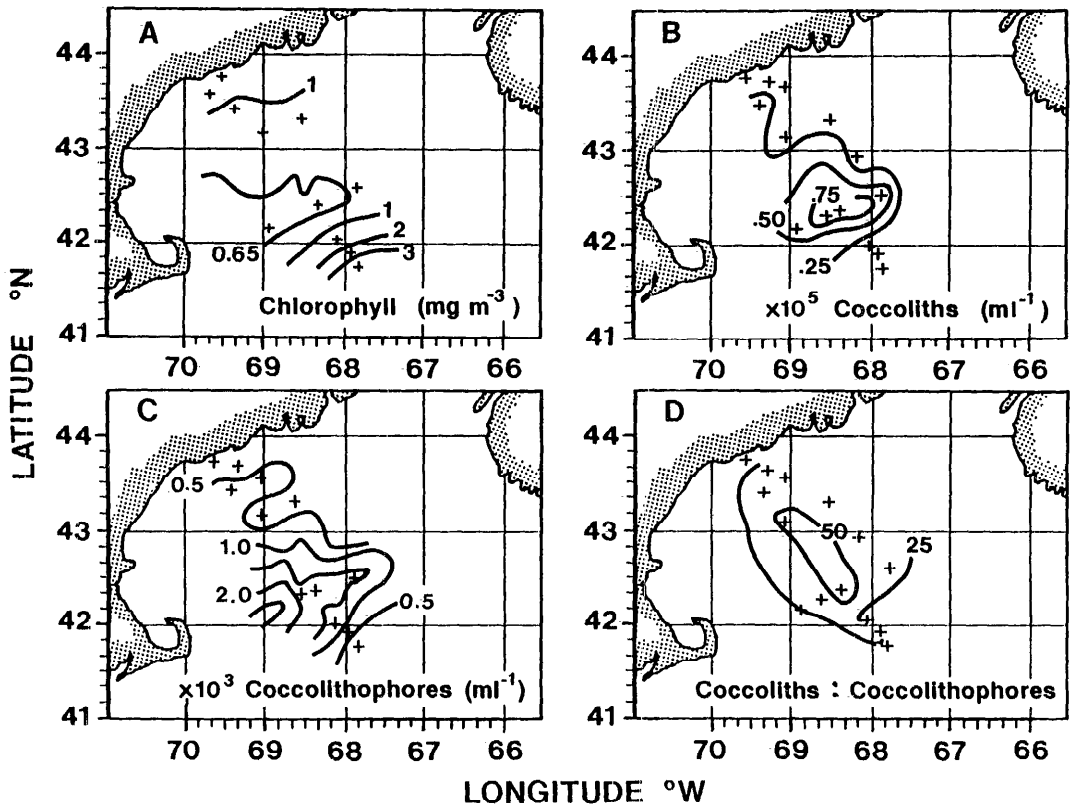 A
B
44
44
1
43
43
.75
.50
1
2
42
42
0.65
3
.25
Chlorophyll (mg m⁻³)
×10⁵ Coccoliths (ml⁻¹)
41
41
70 69 68 67 66
70 69 68 67 66
LATITUDE °N
C
D
44
44
0.5
43
43
50
25
1.0
2.0
0.5
42
42
×10³ Coccolithophores (ml⁻¹)
Coccoliths : Coccolithophores
41
41
70 69 68 67 66
70 69 68 67 66
LONGITUDE °W